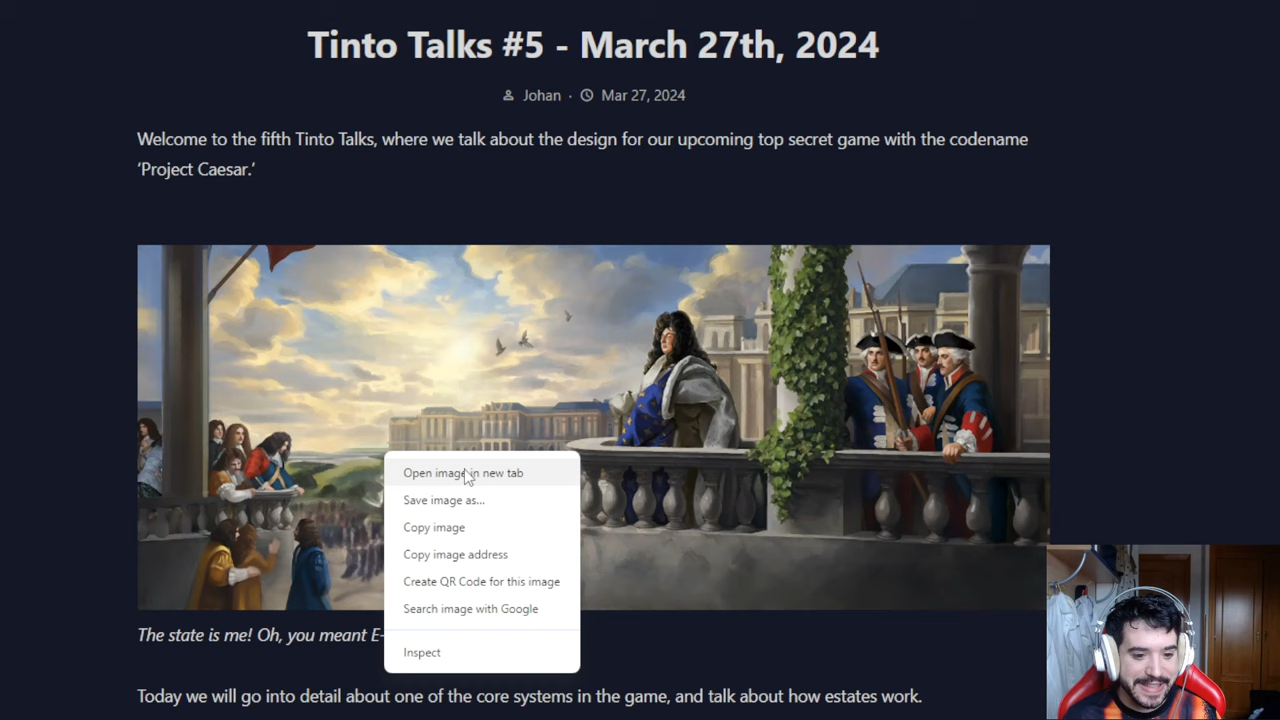 Tinto Talks #5 - March 27th, 2024
Johan · Mar 27, 2024
Welcome to the fifth Tinto Talks, where we talk about the design for our upcoming top secret game with the codename
‘Project Caesar.’
Open image in new tab
Save image as...
Copy image
Copy image address
Create QR Code for this image
Search image with Google
Inspect
The state is me! Oh, you meant E-
Today we will go into detail about one of the core systems in the game, and talk about how estates work.